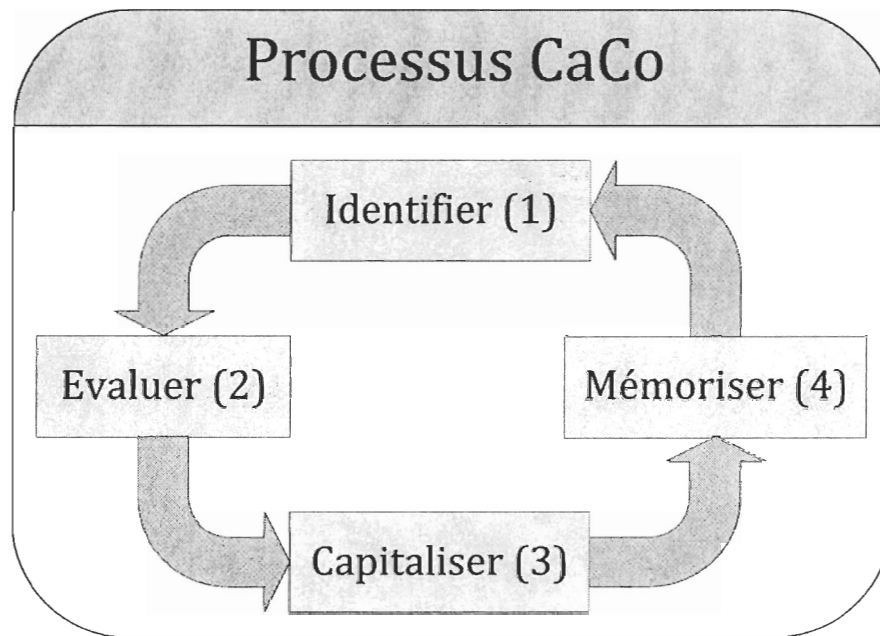 Processus CaCo
Identifier (1)
Evaluer (2)
Mémoriser (4)
Capitaliser (3)